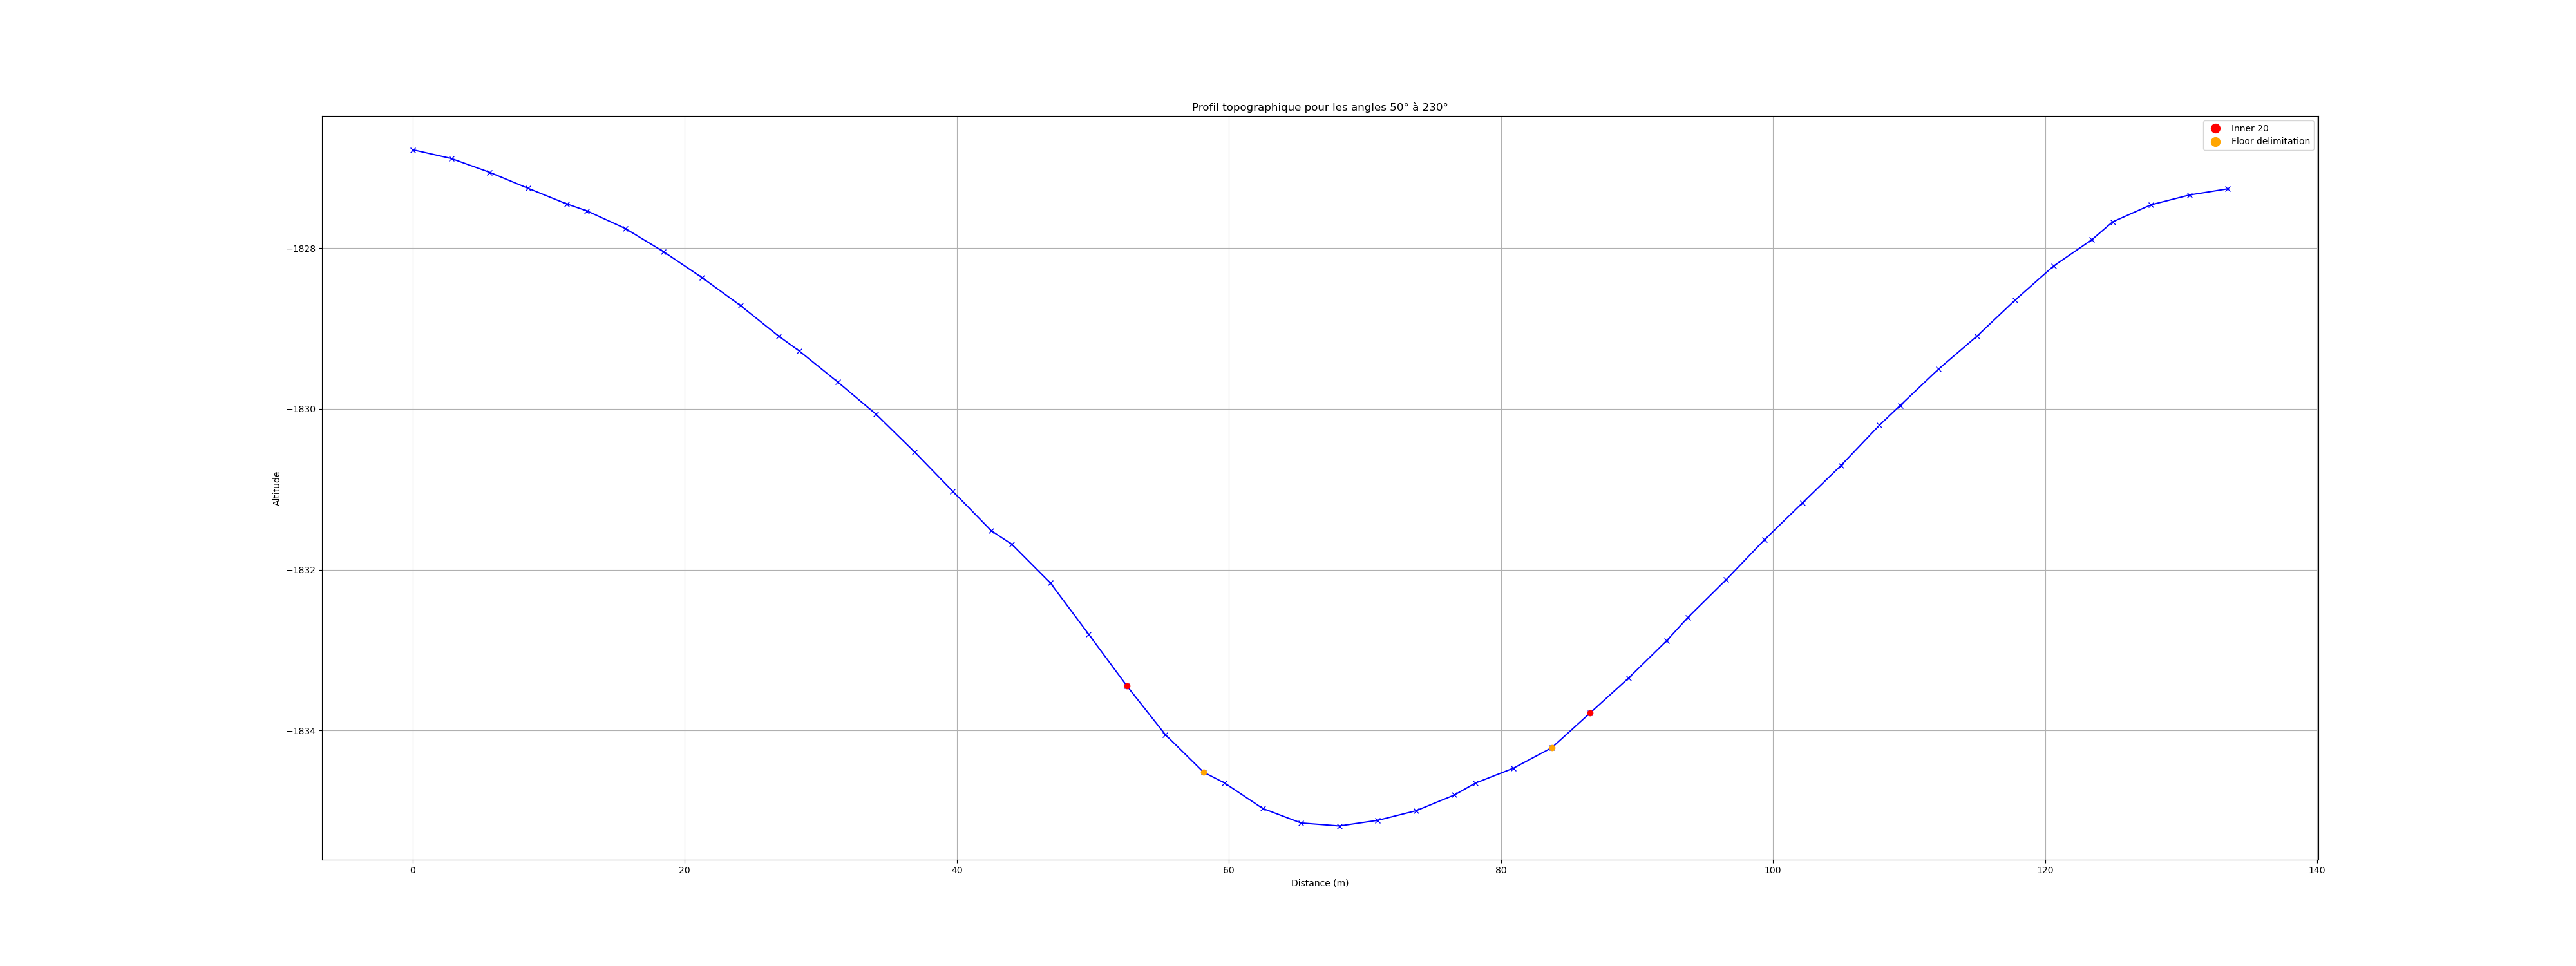 Profil topographique pour les angles 50° à 230°
Inner 20
Floor delimitation
−1828
−1830
−1832
−1834
Altitude
0 20 40 60 80 100 120 140
Distance (m)